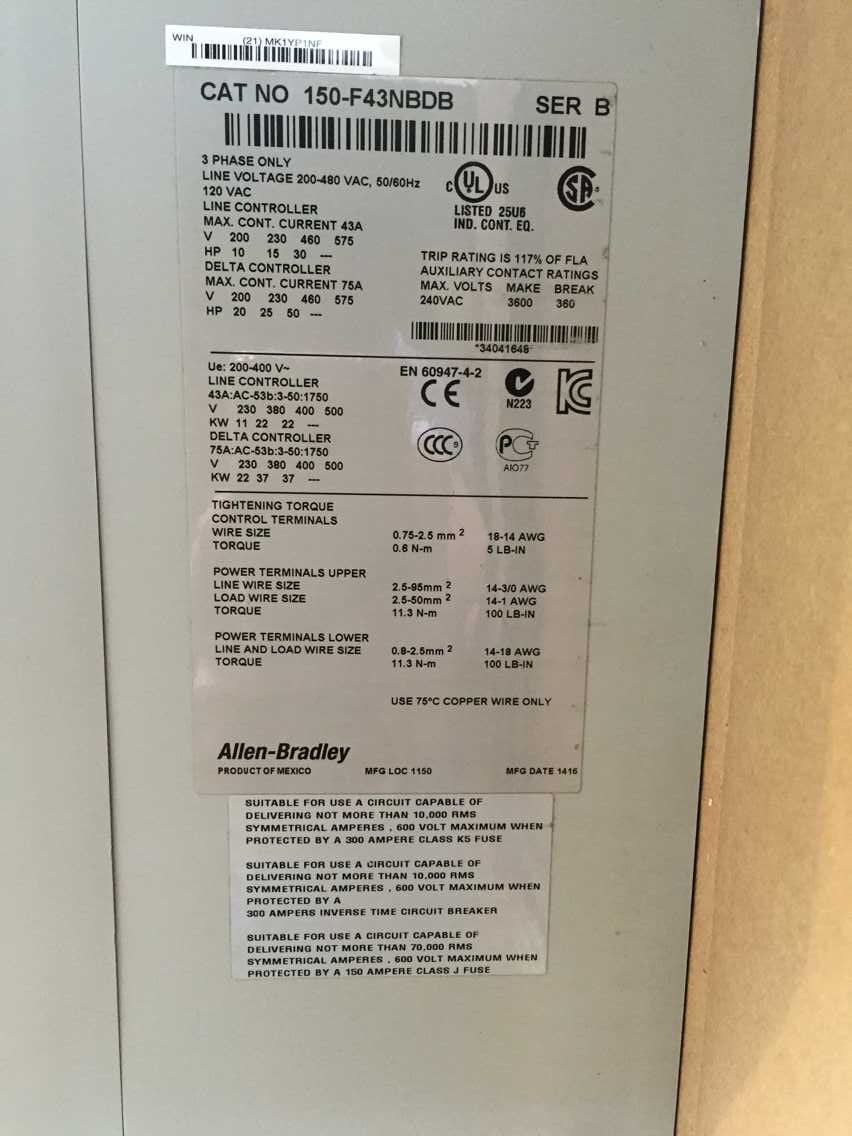 WIN (21) MK1YP1NF
CAT NO 150-F43NBDB SER B
3 PHASE ONLY
LINE VOLTAGE 200-480 VAC, 50/60Hz
120 VAC
LINE CONTROLLER
MAX. CONT. CURRENT 43A
V 200 230 460 575
HP 10 15 30 ---
DELTA CONTROLLER
MAX. CONT. CURRENT 75A
V 200 230 460 575
HP 20 25 50 ---
C UL US
LISTED 25U6
IND. CONT. EQ.
SA
TRIP RATING IS 117% OF FLA
AUXILIARY CONTACT RATINGS
MAX. VOLTS MAKE BREAK
240VAC 3600 360
*34041648*
Ue: 200-400 V~
LINE CONTROLLER
43A:AC-53b:3-50:1750
V 230 380 400 500
KW 11 22 22 ---
DELTA CONTROLLER
75A:AC-53b:3-50:1750
V 230 380 400 500
KW 22 37 37 ---
EN 60947-4-2
CE
N223
KC
CCC S
PCT
АЮ77
TIGHTENING TORQUE
CONTROL TERMINALS
WIRE SIZE 0.75-2.5 mm 2 18-14 AWG
TORQUE 0.6 N-m 5 LB-IN
POWER TERMINALS UPPER
LINE WIRE SIZE 2.5-95mm 2 14-3/0 AWG
LOAD WIRE SIZE 2.5-50mm 2 14-1 AWG
TORQUE 11.3 N-m 100 LB-IN
POWER TERMINALS LOWER
LINE AND LOAD WIRE SIZE 0.8-2.5mm 2 14-18 AWG
TORQUE 11.3 N-m 100 LB-IN
USE 75°C COPPER WIRE ONLY
Allen-Bradley
PRODUCT OF MEXICO MFG LOC 1150 MFG DATE 1416
SUITABLE FOR USE A CIRCUIT CAPABLE OF
DELIVERING NOT MORE THAN 10,000 RMS
SYMMETRICAL AMPERES , 600 VOLT MAXIMUM WHEN
PROTECTED BY A 300 AMPERE CLASS K5 FUSE
SUITABLE FOR USE A CIRCUIT CAPABLE OF
DELIVERING NOT MORE THAN 10,000 RMS
SYMMETRICAL AMPERES , 600 VOLT MAXIMUM WHEN
PROTECTED BY A
300 AMPERS INVERSE TIME CIRCUIT BREAKER
SUITABLE FOR USE A CIRCUIT CAPABLE OF
DELIVERING NOT MORE THAN 70,000 RMS
SYMMETRICAL AMPERES , 600 VOLT MAXIMUM WHEN
PROTECTED BY A 150 AMPERE CLASS J FUSE